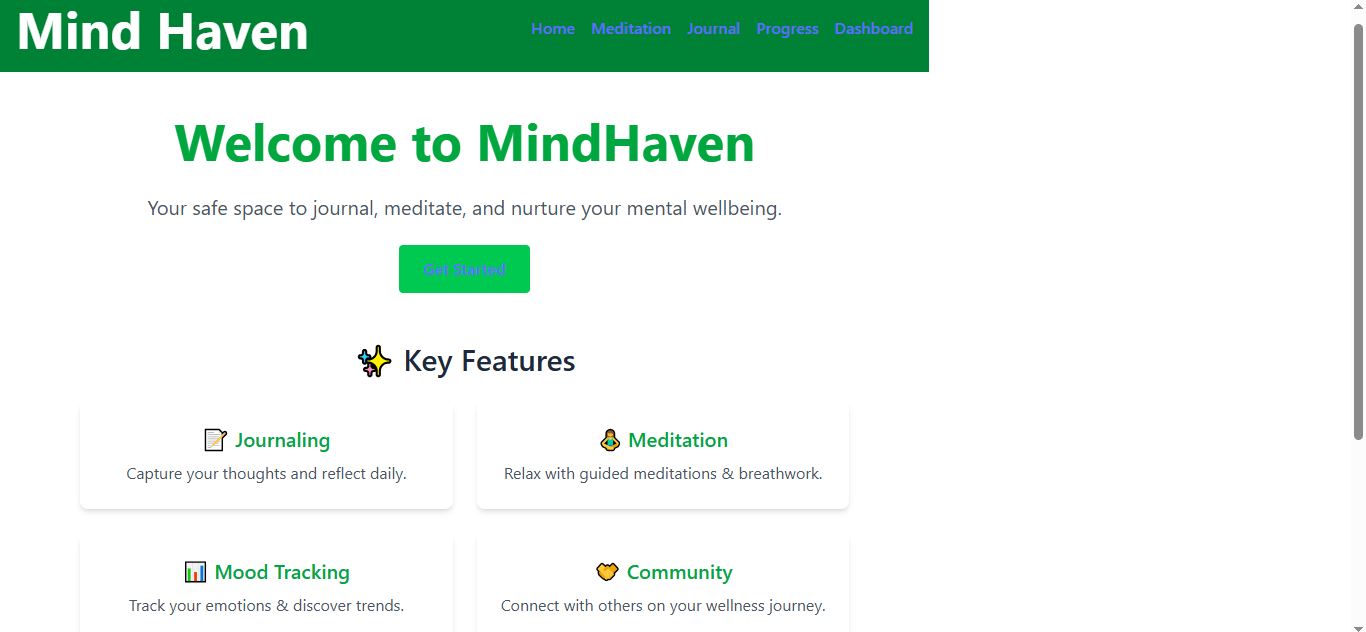 Mind Haven
Home Meditation Journal Progress Dashboard
Welcome to MindHaven
Your safe space to journal, meditate, and nurture your mental wellbeing.
Get Started
✨ Key Features
📝 Journaling
Capture your thoughts and reflect daily.
🧘 Meditation
Relax with guided meditations & breathwork.
📊 Mood Tracking
Track your emotions & discover trends.
🤝 Community
Connect with others on your wellness journey.